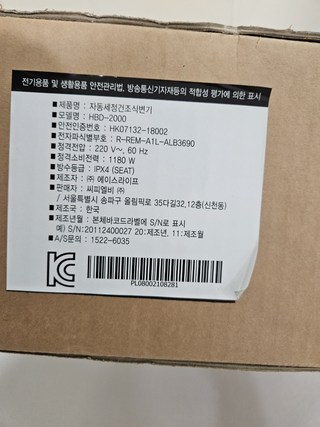 전기용품 및 생활용품 안전관리법, 방송통신기자재등의 적합성 평가에 의한 표시
■ 제품명 : 자동세정건조식변기
■ 모델명 : HBD-2000
■ 안전인증번호 : HK07132-18002
■ 전자파식별부호 : R-REM-A1L-ALB3690
■ 정격전압 : 220 V~, 60 Hz
■ 정격소비전력 : 1180 W
■ 방수등급 : IPX4 (SEAT)
■ 제조자 : ㈜ 에이스라이프
■ 판매자 : 씨피엘비 ㈜
/ 서울특별시 송파구 올림픽로 35다길32,12층(신천동)
■ 제조국 : 한국
■ 제조년월 : 본체바코드라벨에 S/N로 표시
예) S/N:20112400027 20:제조년, 11:제조월
■ A/S문의 : 1522-6035
PL08002108281